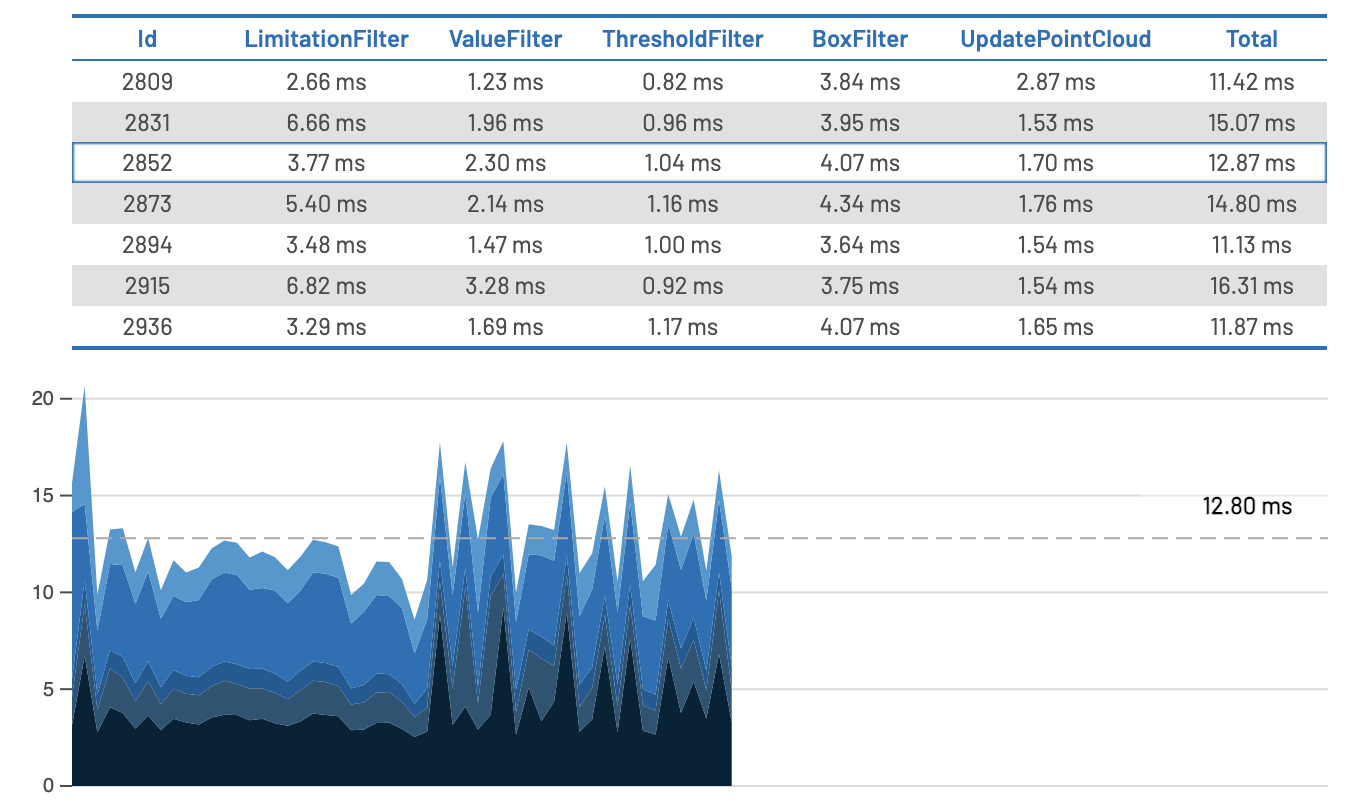 Id LimitationFilter ValueFilter ThresholdFilter BoxFilter UpdatePointCloud Total
2809 2.66 ms 1.23 ms 0.82 ms 3.84 ms 2.87 ms 11.42 ms
2831 6.66 ms 1.96 ms 0.96 ms 3.95 ms 1.53 ms 15.07 ms
2852 3.77 ms 2.30 ms 1.04 ms 4.07 ms 1.70 ms 12.87 ms
2873 5.40 ms 2.14 ms 1.16 ms 4.34 ms 1.76 ms 14.80 ms
2894 3.48 ms 1.47 ms 1.00 ms 3.64 ms 1.54 ms 11.13 ms
2915 6.82 ms 3.28 ms 0.92 ms 3.75 ms 1.54 ms 16.31 ms
2936 3.29 ms 1.69 ms 1.17 ms 4.07 ms 1.65 ms 11.87 ms
20
15
12.80 ms
10
5
0